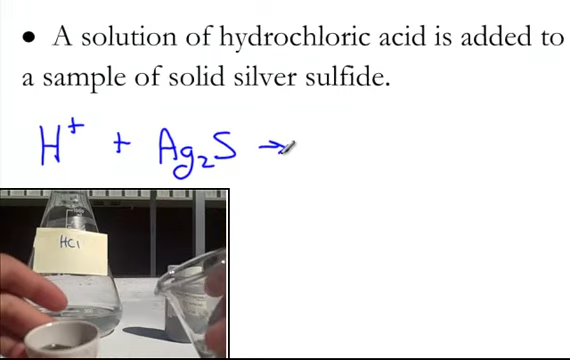 • A solution of hydrochloric acid is added to
a sample of solid silver sulfide.
H⁺ + Ag₂S →
HCl